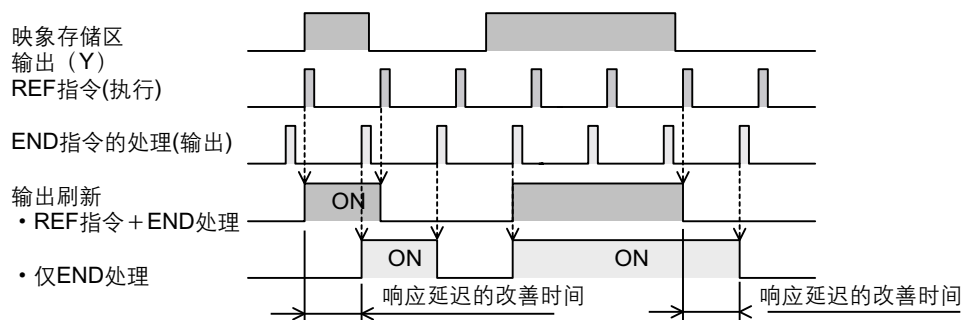 映象存储区
输出（Y）
REF指令(执行)
END指令的处理(输出)
输出刷新
・REF指令＋END处理
ON
・仅END处理
ON
ON
响应延迟的改善时间
响应延迟的改善时间